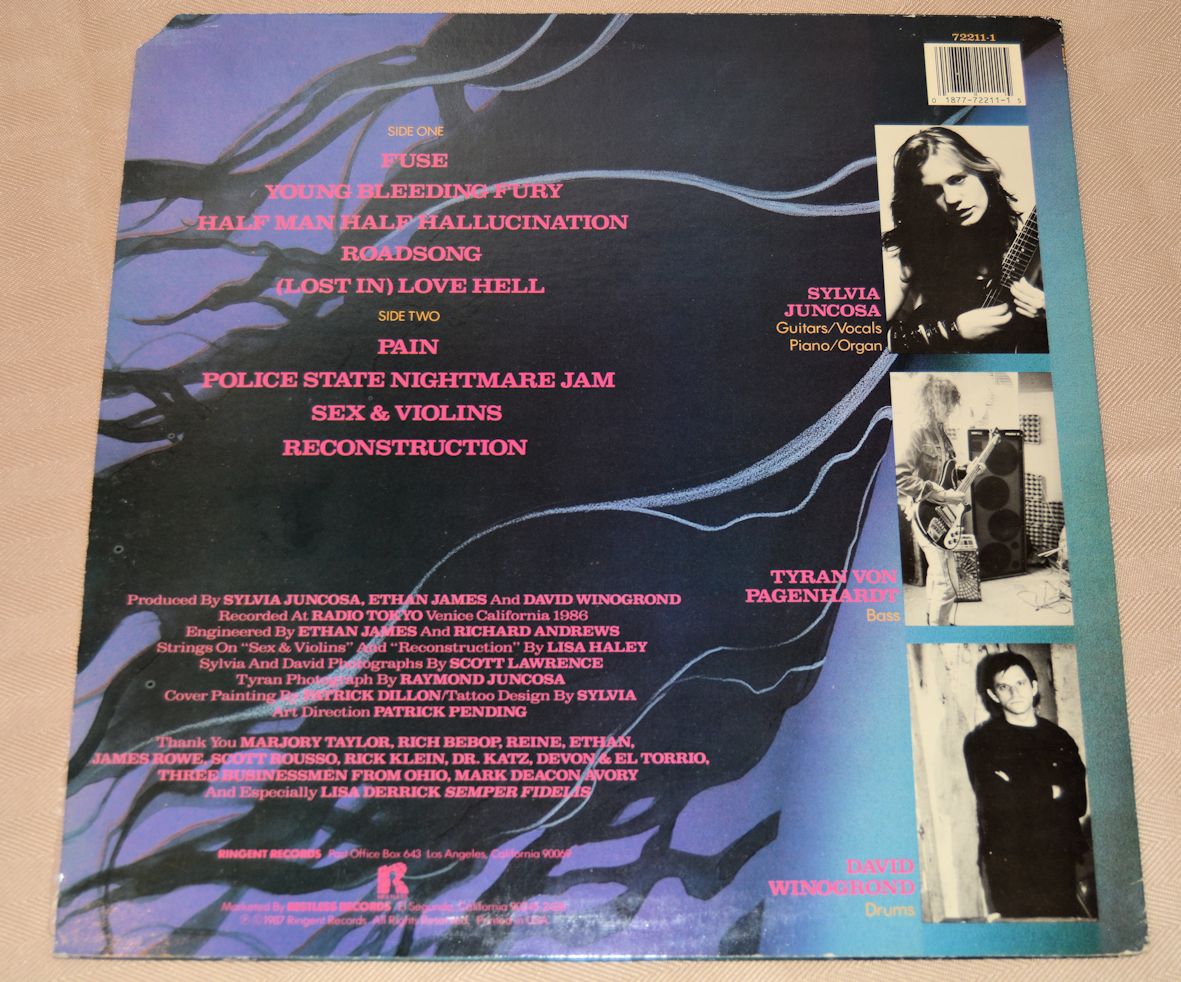 72211-1
0 1877-72211-1 5
SIDE ONE
FUSE
YOUNG BLEEDING FURY
HALF MAN HALF HALLUCINATION
ROADSONG
(LOST IN) LOVE HELL
SIDE TWO
PAIN
POLICE STATE NIGHTMARE JAM
SEX & VIOLINS
RECONSTRUCTION
SYLVIA
JUNCOSA
Guitars/Vocals
Piano/Organ
TYRAN VON
PAGENHARDT
Bass
DAVID
WINOGROND
Drums
Produced By SYLVIA JUNCOSA, ETHAN JAMES And DAVID WINOGROND
Recorded At RADIO TOKYO Venice California 1986
Engineered By ETHAN JAMES And RICHARD ANDREWS
Strings On "Sex & Violins" And "Reconstruction" By LISA HALEY
Sylvia And David Photographs By SCOTT LAWRENCE
Tyran Photograph By RAYMOND JUNCOSA
Cover Painting By PATRICK DILLON/Tattoo Design By SYLVIA
Art Direction PATRICK PENDING
Thank You MARJORY TAYLOR, RICH BEBOP, REINE, ETHAN,
JAMES ROWE, SCOTT ROUSSO, RICK KLEIN, DR. KATZ, DEVON & EL TORRIO,
THREE BUSINESSMEN FROM OHIO, MARK DEACON AVORY
And Especially LISA DERRICK SEMPER FIDELIS
RINGENT RECORDS Post Office Box 643 Los Angeles, California 90069
Marketed By RESTLESS RECORDS El Segundo, California
℗ © 1987 Ringent Records All Rights Reserved. Printed in USA